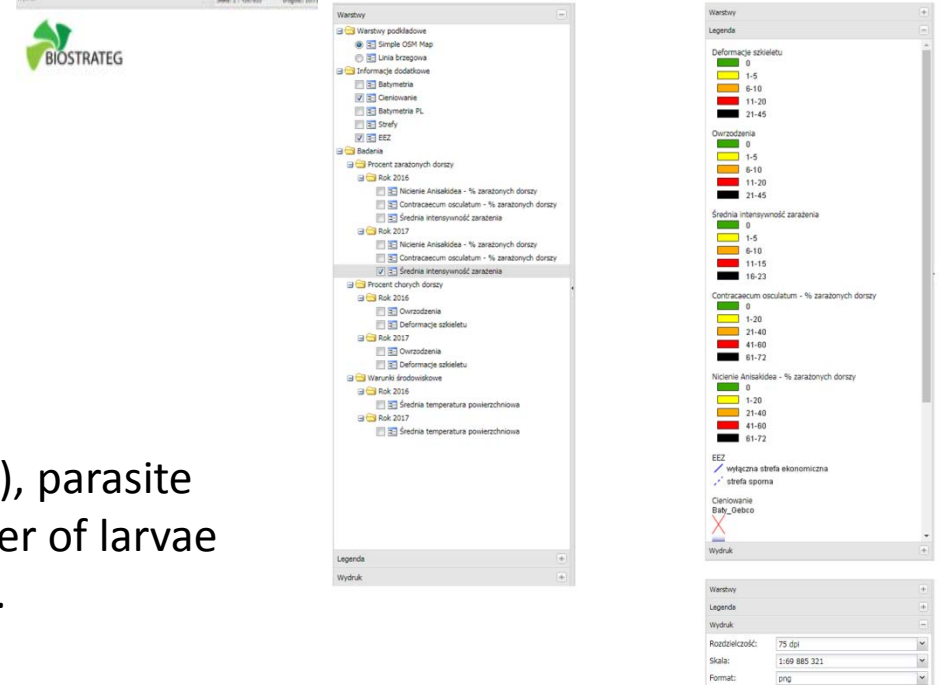 BIOSTRATEG
), parasite
er of larvae
.
Warstwy
Warstwy podkładowe
Simple OSM Map
Linia brzegowa
Informacje dodatkowe
Batymetria
Cieniowanie
Batymetria PL
Strefy
EEZ
Badania
Procent zarażonych dorszy
Rok 2016
Nicienie Anisakidea - % zarażonych dorszy
Contracaecum osculatum - % zarażonych dorszy
Średnia intensywność zarażenia
Rok 2017
Nicienie Anisakidea - % zarażonych dorszy
Contracaecum osculatum - % zarażonych dorszy
Średnia intensywność zarażenia
Procent chorych dorszy
Rok 2016
Owrzodzenia
Deformacje szkieletu
Rok 2017
Owrzodzenia
Deformacje szkieletu
Warunki środowiskowe
Rok 2016
Średnia temperatura powierzchniowa
Rok 2017
Średnia temperatura powierzchniowa
Legenda
Wydruk
Warstwy
Legenda
Deformacje szkieletu
0
1-5
6-10
11-20
21-45
Owrzodzenia
0
1-5
6-10
11-20
21-45
Średnia intensywność zarażenia
0
1-5
6-10
11-15
16-23
Contracaecum osculatum - % zarażonych dorszy
0
1-20
21-40
41-60
61-72
Nicienie Anisakidea - % zarażonych dorszy
0
1-20
21-40
41-60
61-72
EEZ
wyłączna strefa ekonomiczna
strefa sporna
Cieniowanie
Baty_Gebco
Wydruk
Warstwy
Legenda
Wydruk
Rozdzielczość: 75 dpi
Skala: 1:69 885 321
Format: png